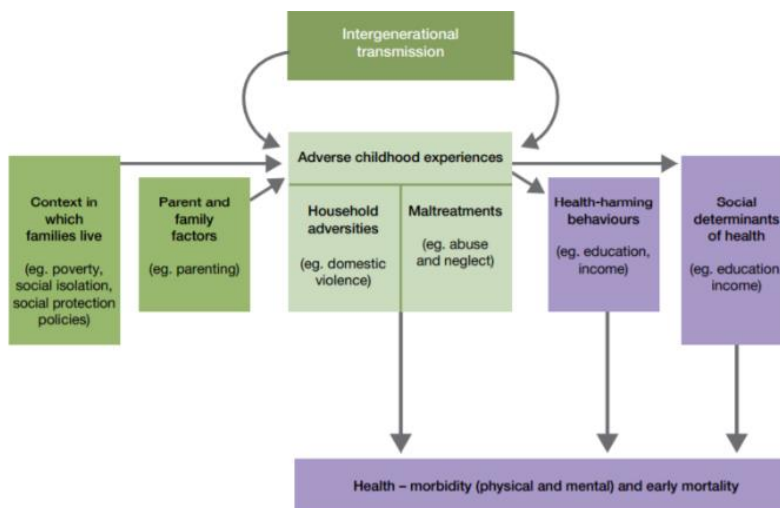 Intergenerational
transmission
Adverse childhood experiences
Context in
which
families live
(eg. poverty,
social isolation,
social protection
policies)
Parent and
family
factors
(eg. parenting)
Household
adversities
(eg. domestic
violence)
Maltreatments
(eg. abuse
and neglect)
Health-harming
behaviours
(eg. education,
income)
Social
determinants
of health
(eg. education,
income)
Health – morbidity (physical and mental) and early mortality